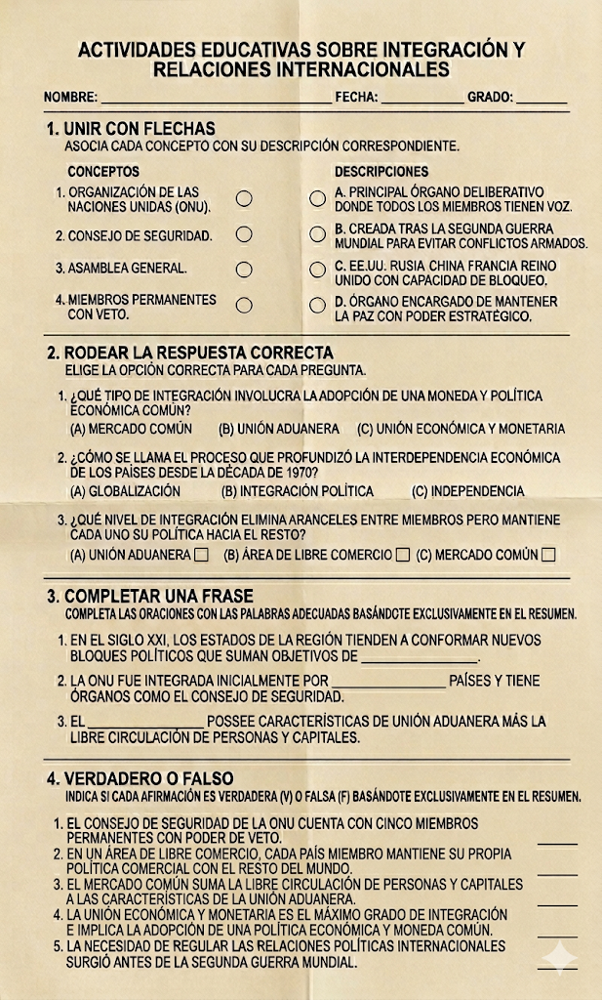 ACTIVIDADES EDUCATIVAS SOBRE INTEGRACIÓN Y
RELACIONES INTERNACIONALES
NOMBRE: ____________ FECHA: ____________ GRADO: ________
1. UNIR CON FLECHAS
ASOCIA CADA CONCEPTO CON SU DESCRIPCIÓN CORRESPONDIENTE.
CONCEPTOS
1. ORGANIZACIÓN DE LAS
NACIONES UNIDAS (ONU).
2. CONSEJO DE SEGURIDAD.
3. ASAMBLEA GENERAL.
4. MIEMBROS PERMANENTES
CON VETO.
DESCRIPCIONES
A. PRINCIPAL ÓRGANO DELIBERATIVO
DONDE TODOS LOS MIEMBROS TIENEN VOZ.
B. CREADA TRAS LA SEGUNDA GUERRA
MUNDIAL PARA EVITAR CONFLICTOS ARMADOS.
C. EE.UU. RUSIA CHINA FRANCIA REINO
UNIDO CON CAPACIDAD DE BLOQUEO.
D. ÓRGANO ENCARGADO DE MANTENER
LA PAZ CON PODER ESTRATÉGICO.
2. RODEAR LA RESPUESTA CORRECTA
ELIGE LA OPCIÓN CORRECTA PARA CADA PREGUNTA.
1. ¿QUÉ TIPO DE INTEGRACIÓN INVOLUCRA LA ADOPCIÓN DE UNA MONEDA Y POLÍTICA
ECONÓMICA COMÚN?
(A) MERCADO COMÚN (B) UNIÓN ADUANERA (C) UNIÓN ECONÓMICA Y MONETARIA
2. ¿CÓMO SE LLAMA EL PROCESO QUE PROFUNDIZÓ LA INTERDEPENDENCIA ECONÓMICA
DE LOS PAÍSES DESDE LA DÉCADA DE 1970?
(A) GLOBALIZACIÓN (B) INTEGRACIÓN POLÍTICA (C) INDEPENDENCIA
3. ¿QUÉ NIVEL DE INTEGRACIÓN ELIMINA ARANCELES ENTRE MIEMBROS PERO MANTIENE
CADA UNO SU POLÍTICA HACIA EL RESTO?
(A) UNIÓN ADUANERA (B) ÁREA DE LIBRE COMERCIO (C) MERCADO COMÚN
3. COMPLETAR UNA FRASE
COMPLETA LAS ORACIONES CON LAS PALABRAS ADECUADAS BASÁNDOTE EXCLUSIVAMENTE EN EL RESUMEN.
1. EN EL SIGLO XXI, LOS ESTADOS DE LA REGIÓN TIENDEN A CONFORMAR NUEVOS
BLOQUES POLÍTICOS QUE SUMAN OBJETIVOS DE ____________.
2. LA ONU FUE INTEGRADA INICIALMENTE POR ____________ PAÍSES Y TIENE
ÓRGANOS COMO EL CONSEJO DE SEGURIDAD.
3. EL ____________ POSSEE CARACTERÍSTICAS DE UNIÓN ADUANERA MÁS LA
LIBRE CIRCULACIÓN DE PERSONAS Y CAPITALES.
4. VERDADERO O FALSO
INDICA SI CADA AFIRMACIÓN ES VERDADERA (V) O FALSA (F) BASÁNDOTE EXCLUSIVAMENTE EN EL RESUMEN.
1. EL CONSEJO DE SEGURIDAD DE LA ONU CUENTA CON CINCO MIEMBROS
PERMANENTES CON PODER DE VETO.
2. EN UN ÁREA DE LIBRE COMERCIO, CADA PAÍS MIEMBRO MANTIENE SU PROPIA
POLÍTICA COMERCIAL CON EL RESTO DEL MUNDO.
3. EL MERCADO COMÚN SUMA LA LIBRE CIRCULACIÓN DE PERSONAS Y CAPITALES
A LAS CARACTERÍSTICAS DE LA UNIÓN ADUANERA.
4. LA UNIÓN ECONÓMICA Y MONETARIA ES EL MÁXIMO GRADO DE INTEGRACIÓN
E IMPLICA LA ADOPCIÓN DE UNA POLÍTICA ECONÓMICA Y MONEDA COMÚN.
5. LA NECESIDAD DE REGULAR LAS RELACIONES POLÍTICAS INTERNACIONALES
SURGIÓ ANTES DE LA SEGUNDA GUERRA MUNDIAL.